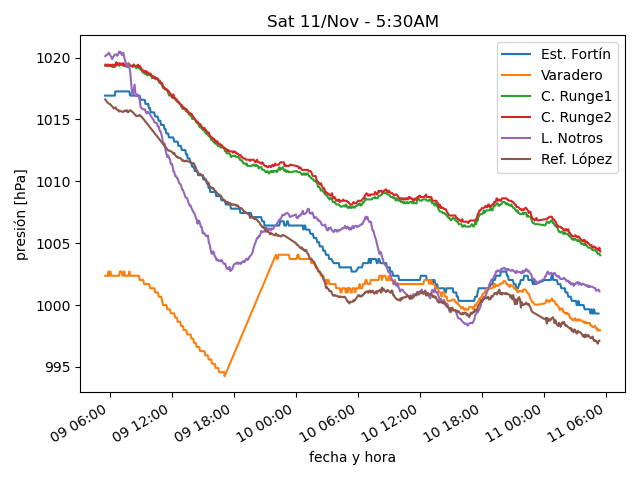 Sat 11/Nov - 5:30AM
Est. Fortín
Varadero
C. Runge1
C. Runge2
L. Notros
Ref. López
presión [hPa]
1020
1015
1010
1005
1000
995
09 06:00
09 12:00
09 18:00
10 00:00
10 06:00
10 12:00
10 18:00
11 00:00
11 06:00
fecha y hora